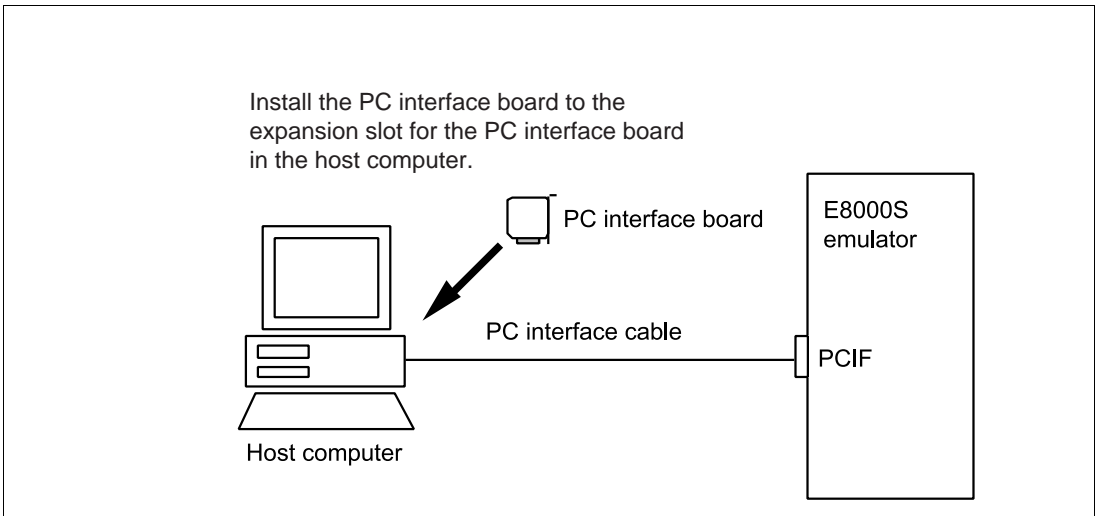 Install the PC interface board to the
expansion slot for the PC interface board
in the host computer.
PC interface board
E8000S
emulator
PC interface cable
PCIF
Host computer